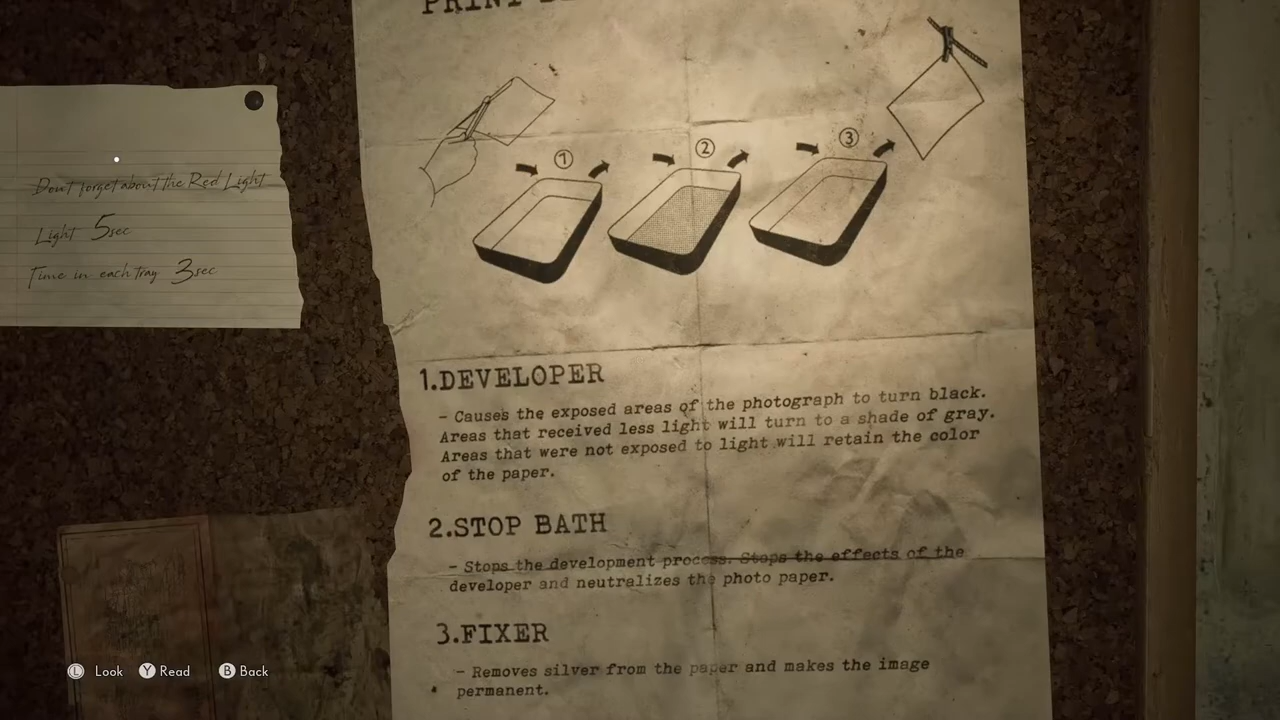 Don't forget about the Red Light
Light 5sec
Time in each tray 3sec
①
②
③
1.DEVELOPER
- Causes the exposed areas of the photograph to turn black.
Areas that received less light will turn to a shade of gray.
Areas that were not exposed to light will retain the color
of the paper.
2.STOP BATH
- Stops the development process. Stops the effects of the
developer and neutralizes the photo paper.
3.FIXER
- Removes silver from the paper and makes the image
permanent.
L Look Y Read B Back